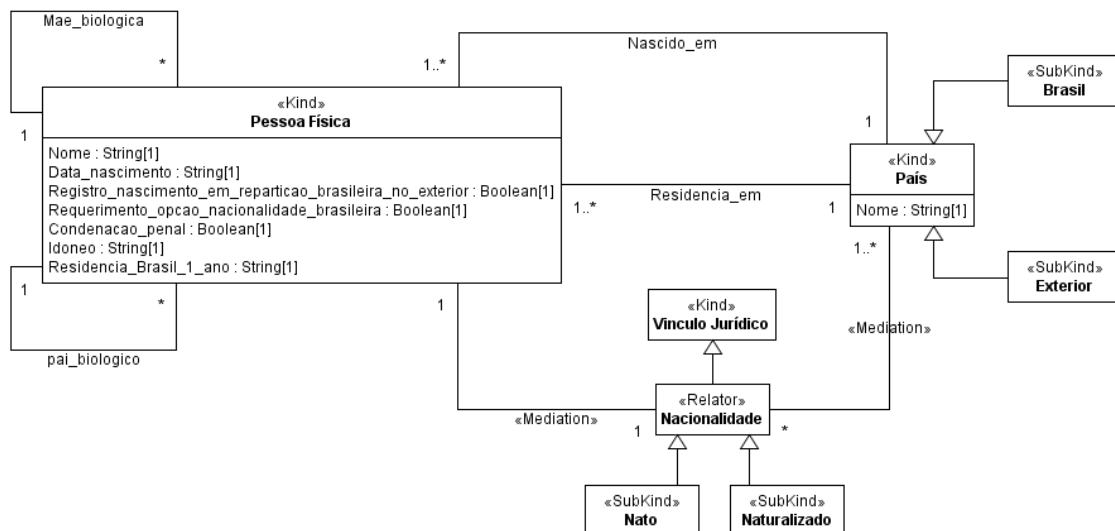 Mae_biologica
*
1
«Kind»
Pessoa Física
Nome : String[1]
Data_nascimento : String[1]
Registro_nascimento_em_reparticao_brasileira_no_exterior : Boolean[1]
Requerimento_opcao_nacionalidade_brasileira : Boolean[1]
Condenacao_penal : Boolean[1]
Idoneo : String[1]
Residencia_Brasil_1_ano : String[1]
1
*
pai_biologico
1..*
Nascido_em
1
1..*
Residencia_em
1
«Kind»
País
Nome : String[1]
1..*
«SubKind»
Brasil
«SubKind»
Exterior
«Mediation»
*
1
«Mediation»
1
«Kind»
Vinculo Jurídico
«Relator»
Nacionalidade
«SubKind»
Nato
«SubKind»
Naturalizado